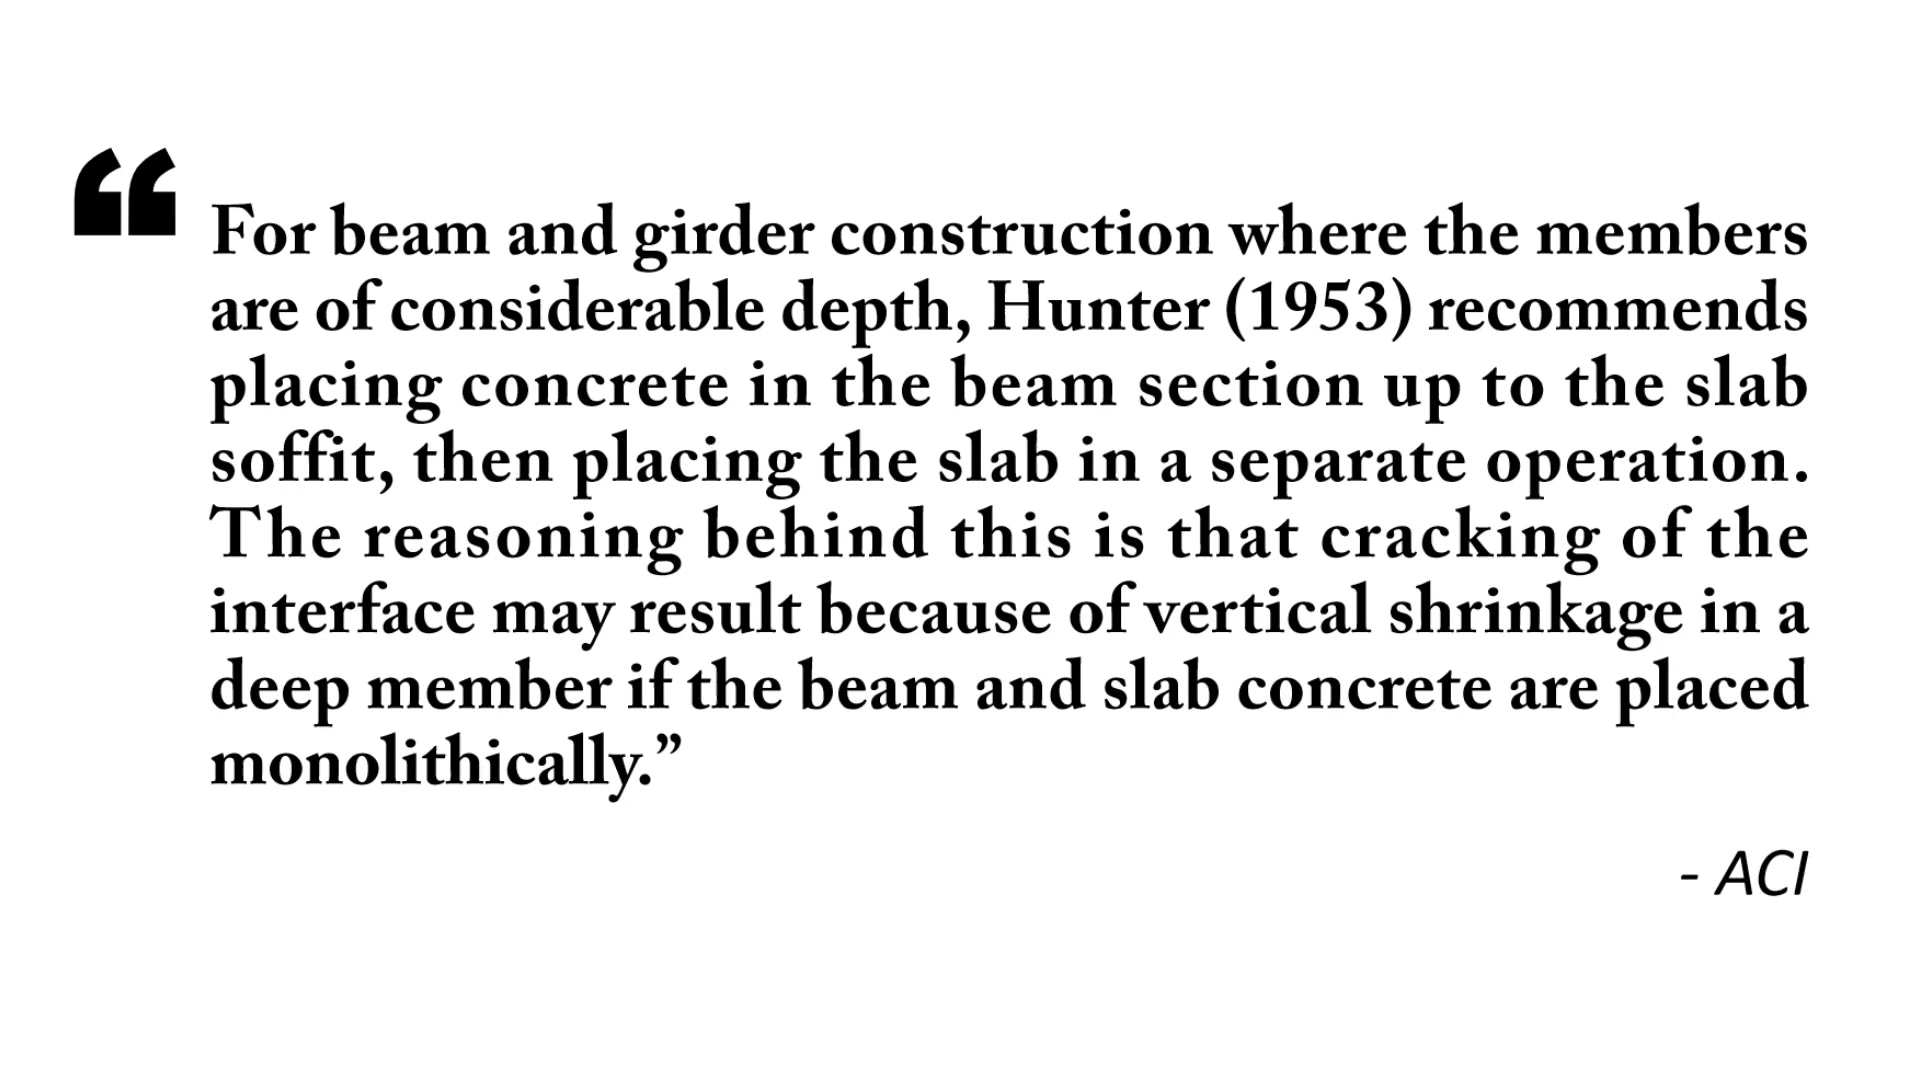 “For beam and girder construction where the members
are of considerable depth, Hunter (1953) recommends
placing concrete in the beam section up to the slab
soffit, then placing the slab in a separate operation.
The reasoning behind this is that cracking of the
interface may result because of vertical shrinkage in a
deep member if the beam and slab concrete are placed
monolithically.”
- ACI